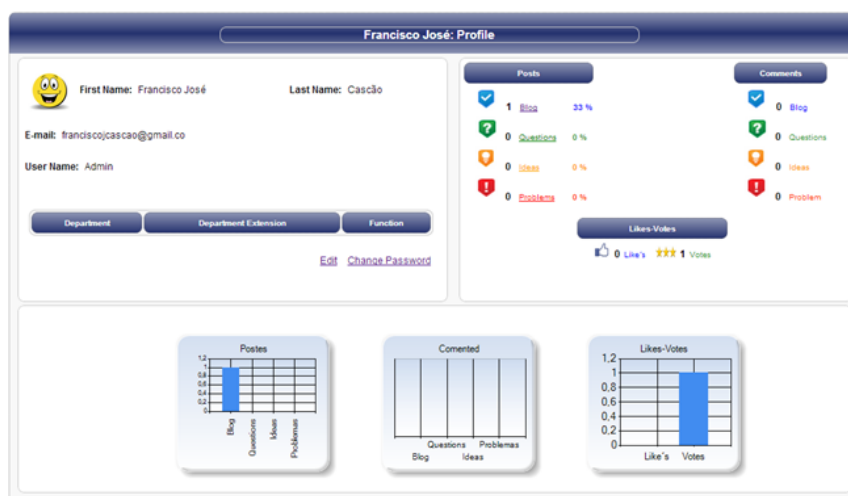 Francisco José: Profile
First Name: Francisco José Last Name: Cascão
E-mail: franciscojcascao@gmail.co
User Name: Admin
Department Department Extension Function
Edit Change Password
Posts
1 Blog 33 %
0 Questions 0 %
0 Ideas 0 %
0 Problems 0 %
Comments
0 Blog
0 Questions
0 Ideas
0 Problem
Likes-Votes
0 Like's 1 Votes
Postes
1,2
1
0,8
0,6
0,4
0,2
0
Blog
Questions
Ideas
Problemas
Comented
Questions Problemas
Blog Ideas
Likes-Votes
1,2
1
0,8
0,6
0,4
0,2
0
Like´s Votes